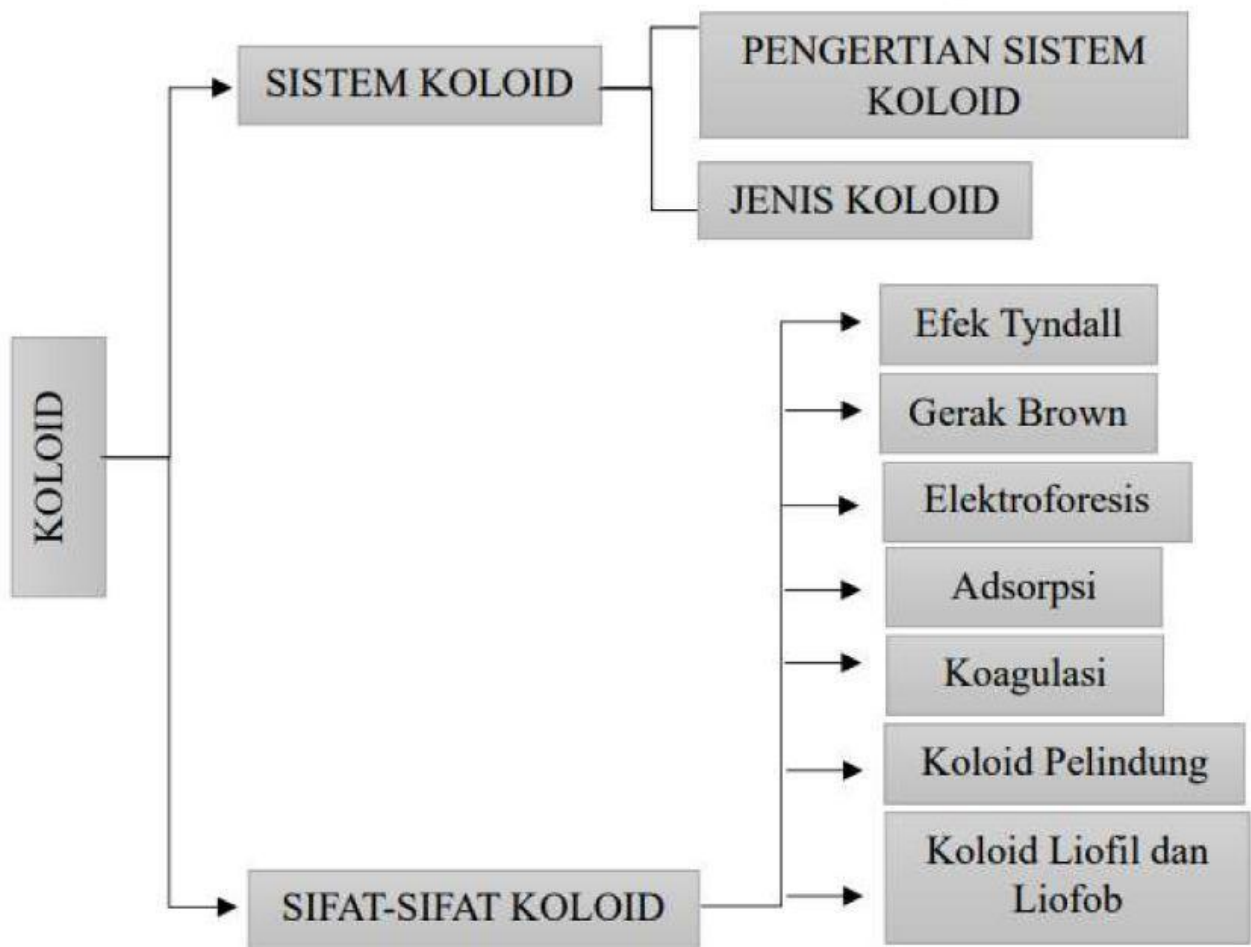 KOLOID
SISTEM KOLOID
PENGERTIAN SISTEM
KOLOID
JENIS KOLOID
SIFAT-SIFAT KOLOID
Efek Tyndall
Gerak Brown
Elektroforesis
Adsorpsi
Koagulasi
Koloid Pelindung
Koloid Liofil dan
Liofob